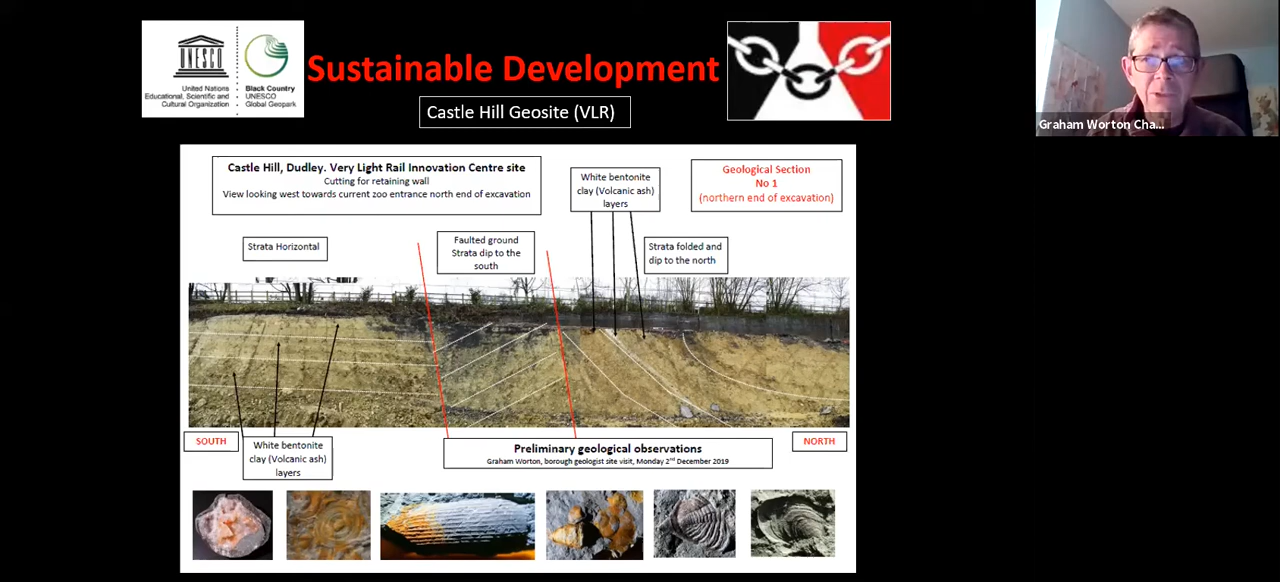 UNESCO
United Nations
Educational, Scientific and
Cultural Organization
Black Country
UNESCO
Global Geopark
Sustainable Development
Castle Hill Geosite (VLR)
Graham Worton Cha...
Castle Hill, Dudley. Very Light Rail Innovation Centre site
Cutting for retaining wall
View looking west towards current zoo entrance north end of excavation
White bentonite
clay (Volcanic ash)
layers
Geological Section
No 1
(northern end of excavation)
Strata Horizontal
Faulted ground
Strata dip to the
south
Strata folded and
dip to the north
SOUTH
White bentonite
clay (Volcanic ash)
layers
Preliminary geological observations
Graham Worton, borough geologist site visit, Monday 2nd December 2019
NORTH